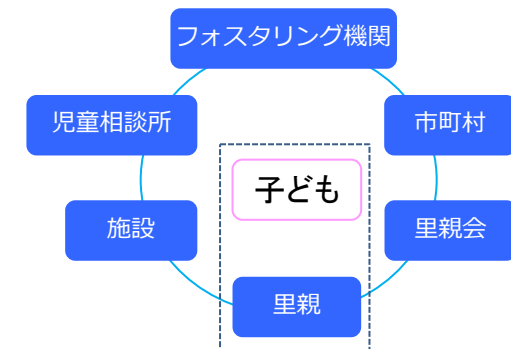 フォスタリング機関
児童相談所
市町村
子ども
施設
里親会
里親